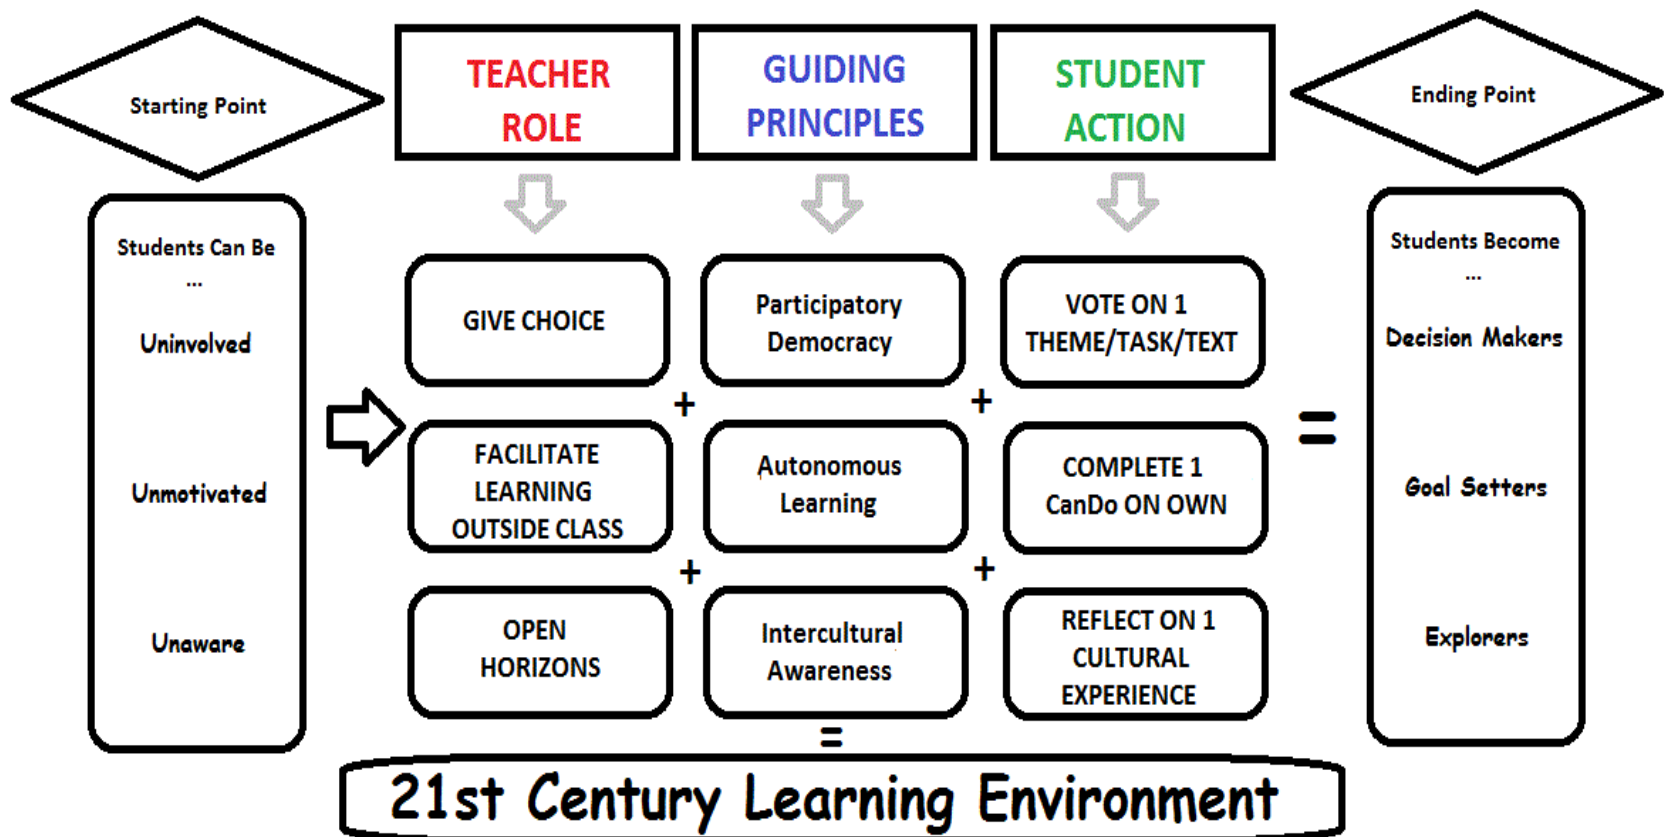 Starting Point
TEACHER
ROLE
GUIDING
PRINCIPLES
STUDENT
ACTION
Ending Point
Students Can Be
...
Uninvolved
Unmotivated
Unaware
GIVE CHOICE
Participatory
Democracy
VOTE ON 1
THEME/TASK/TEXT
+
+
FACILITATE
LEARNING
OUTSIDE CLASS
Autonomous
Learning
COMPLETE 1
CanDo ON OWN
+
+
OPEN
HORIZONS
Intercultural
Awareness
REFLECT ON 1
CULTURAL
EXPERIENCE
=
Students Become
...
Decision Makers
Goal Setters
Explorers
=
21st Century Learning Environment